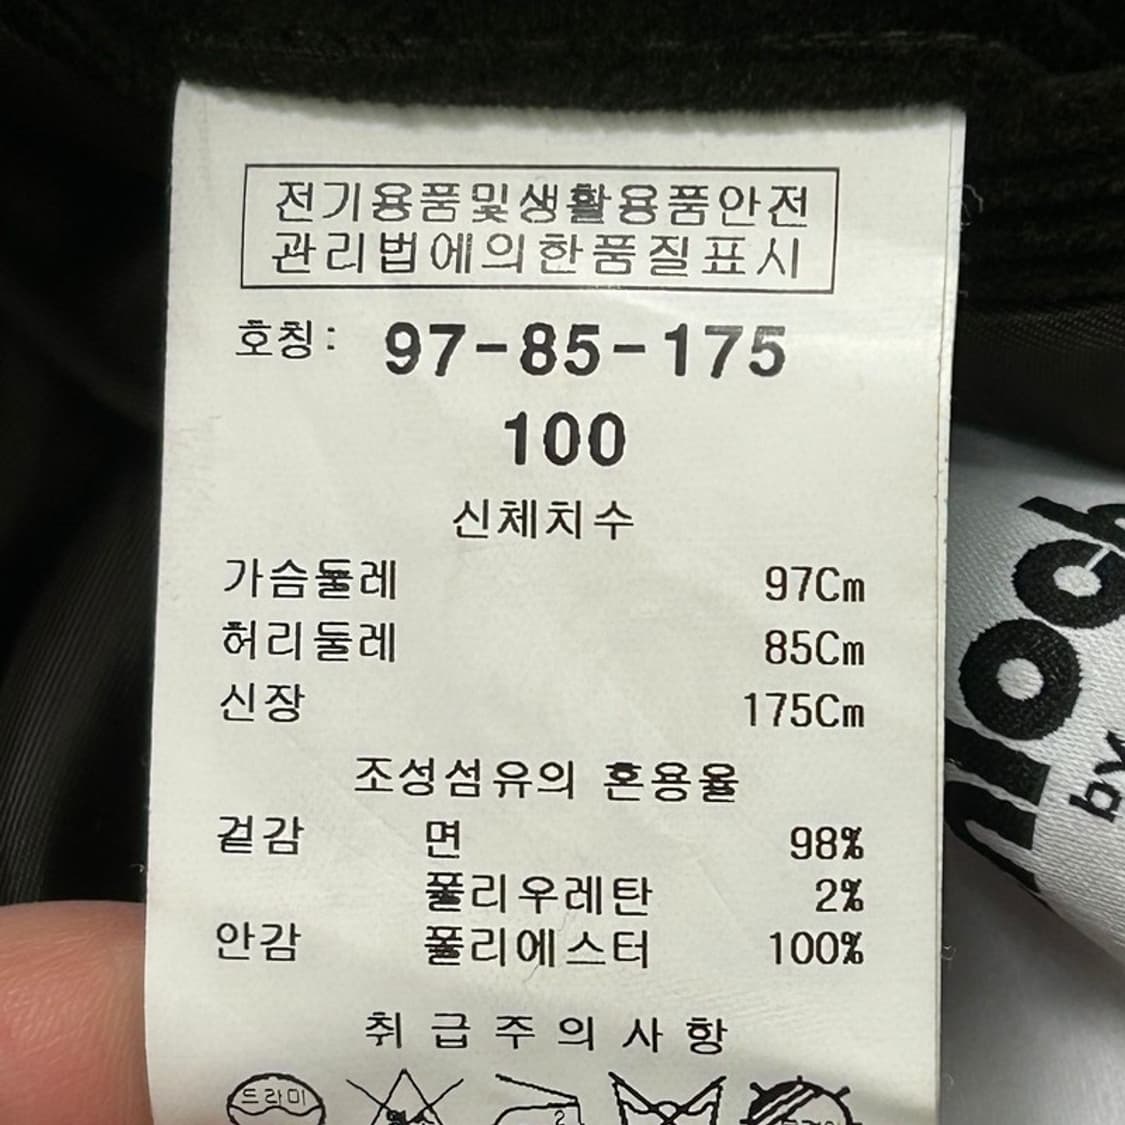 전기용품및생활용품안전
관리법에의한품질표시
호칭: 97-85-175
100
신체치수
가슴둘레 97Cm
허리둘레 85Cm
신장 175Cm
조성섬유의 혼용율
겉감 면 98%
폴리우레탄 2%
안감 폴리에스터 100%
취급주의사항
드라이
2
by